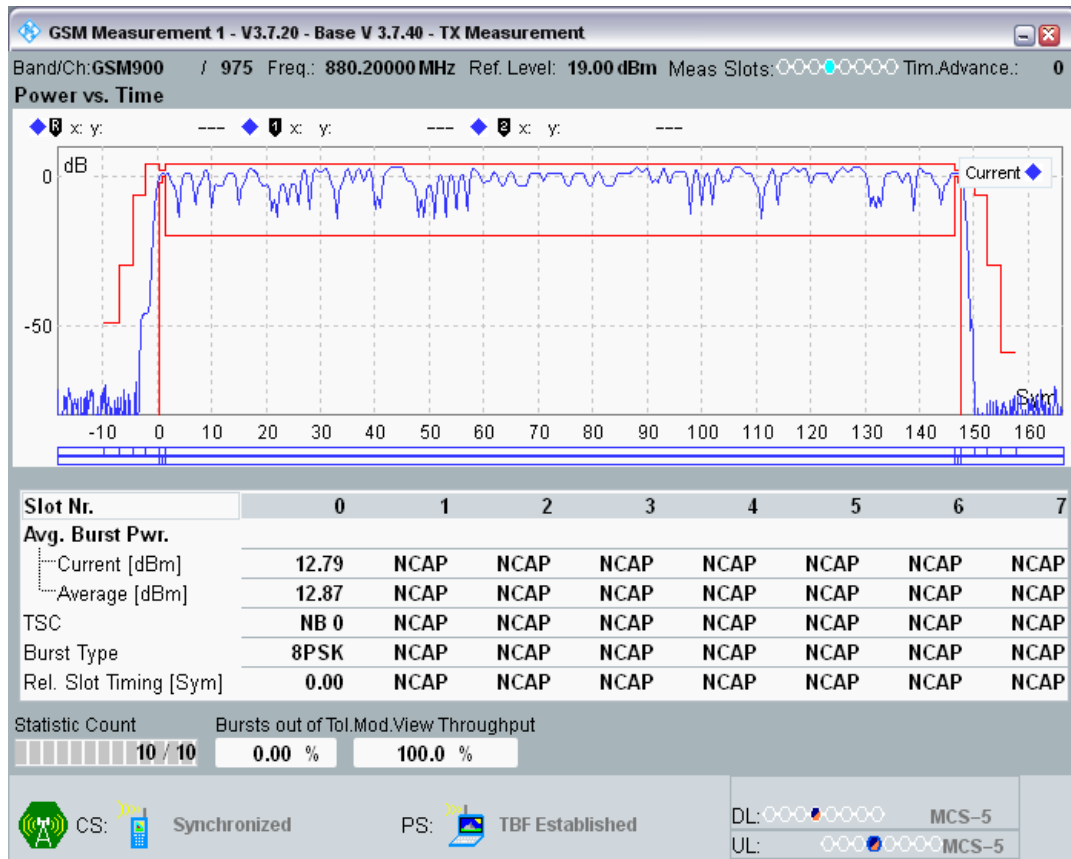 GSM Measurement 1 - V3.7.20 - Base V 3.7.40 - TX Measurement
Band/Ch:GSM900 / 975 Freq.: 880.20000 MHz Ref. Level: 19.00 dBm Meas Slots: Tim.Advance.: 0
Power vs. Time
R x: y: --- 1 x: y: --- 2 x: y: ---
dB
Current
0
-50
Sym
-10 0 10 20 30 40 50 60 70 80 90 100 110 120 130 140 150 160
Slot Nr. 0 1 2 3 4 5 6 7
Avg. Burst Pwr.
Current [dBm] 12.79 NCAP NCAP NCAP NCAP NCAP NCAP NCAP
Average [dBm] 12.87 NCAP NCAP NCAP NCAP NCAP NCAP NCAP
TSC NB 0 NCAP NCAP NCAP NCAP NCAP NCAP NCAP
Burst Type 8PSK NCAP NCAP NCAP NCAP NCAP NCAP NCAP
Rel. Slot Timing [Sym] 0.00 NCAP NCAP NCAP NCAP NCAP NCAP NCAP
Statistic Count Bursts out of Tol.Mod.View Throughput
10 / 10 0.00 % 100.0 %
CS: Synchronized PS: TBF Established DL: MCS-5
UL: MCS-5